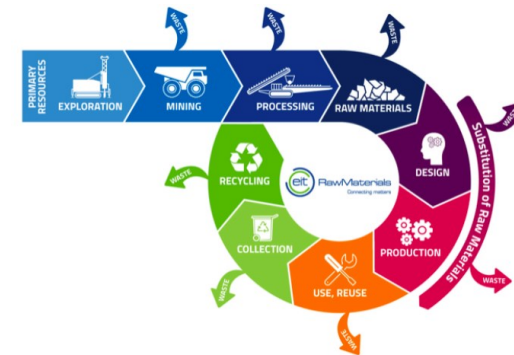 WASTE
WASTE
WASTE
PRIMARY
RESOURCES
EXPLORATION
MINING
PROCESSING
RAW MATERIALS
WASTE
DESIGN
Substitution of Raw Materials
PRODUCTION
WASTE
USE, REUSE
WASTE
COLLECTION
WASTE
RECYCLING
WASTE
eit RawMaterials
Connecting matters